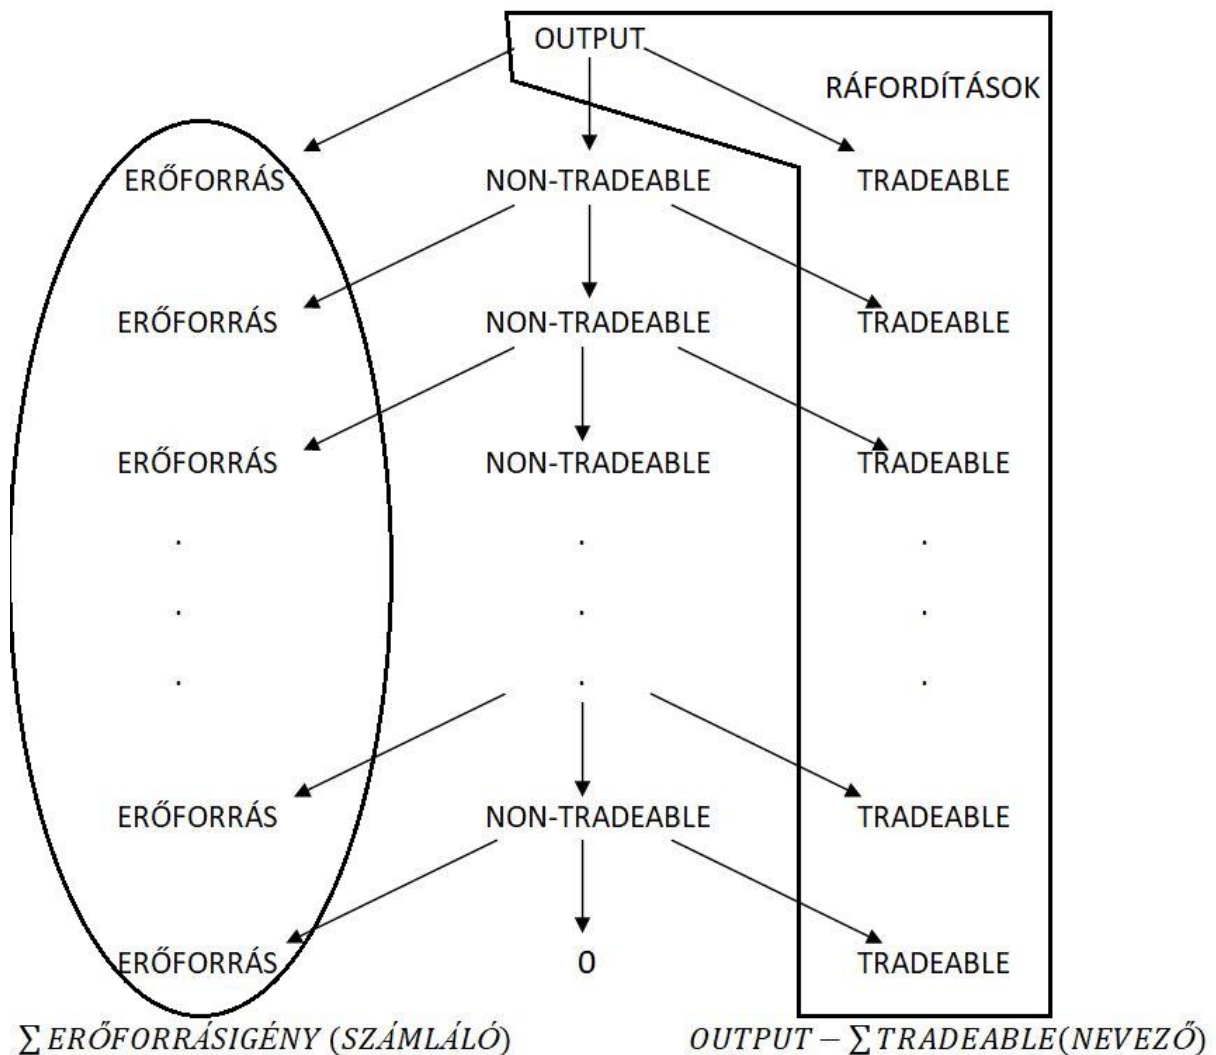 OUTPUT
RÁFORDÍTÁSOK
ERŐFORRÁS NON-TRADEABLE TRADEABLE
ERŐFORRÁS NON-TRADEABLE TRADEABLE
ERŐFORRÁS NON-TRADEABLE TRADEABLE
. . .
. . .
. . .
ERŐFORRÁS NON-TRADEABLE TRADEABLE
ERŐFORRÁS 0 TRADEABLE
∑ ERŐFORRÁSIGÉNY (SZÁMLÁLÓ) OUTPUT − ∑ TRADEABLE(NEVEZŐ)